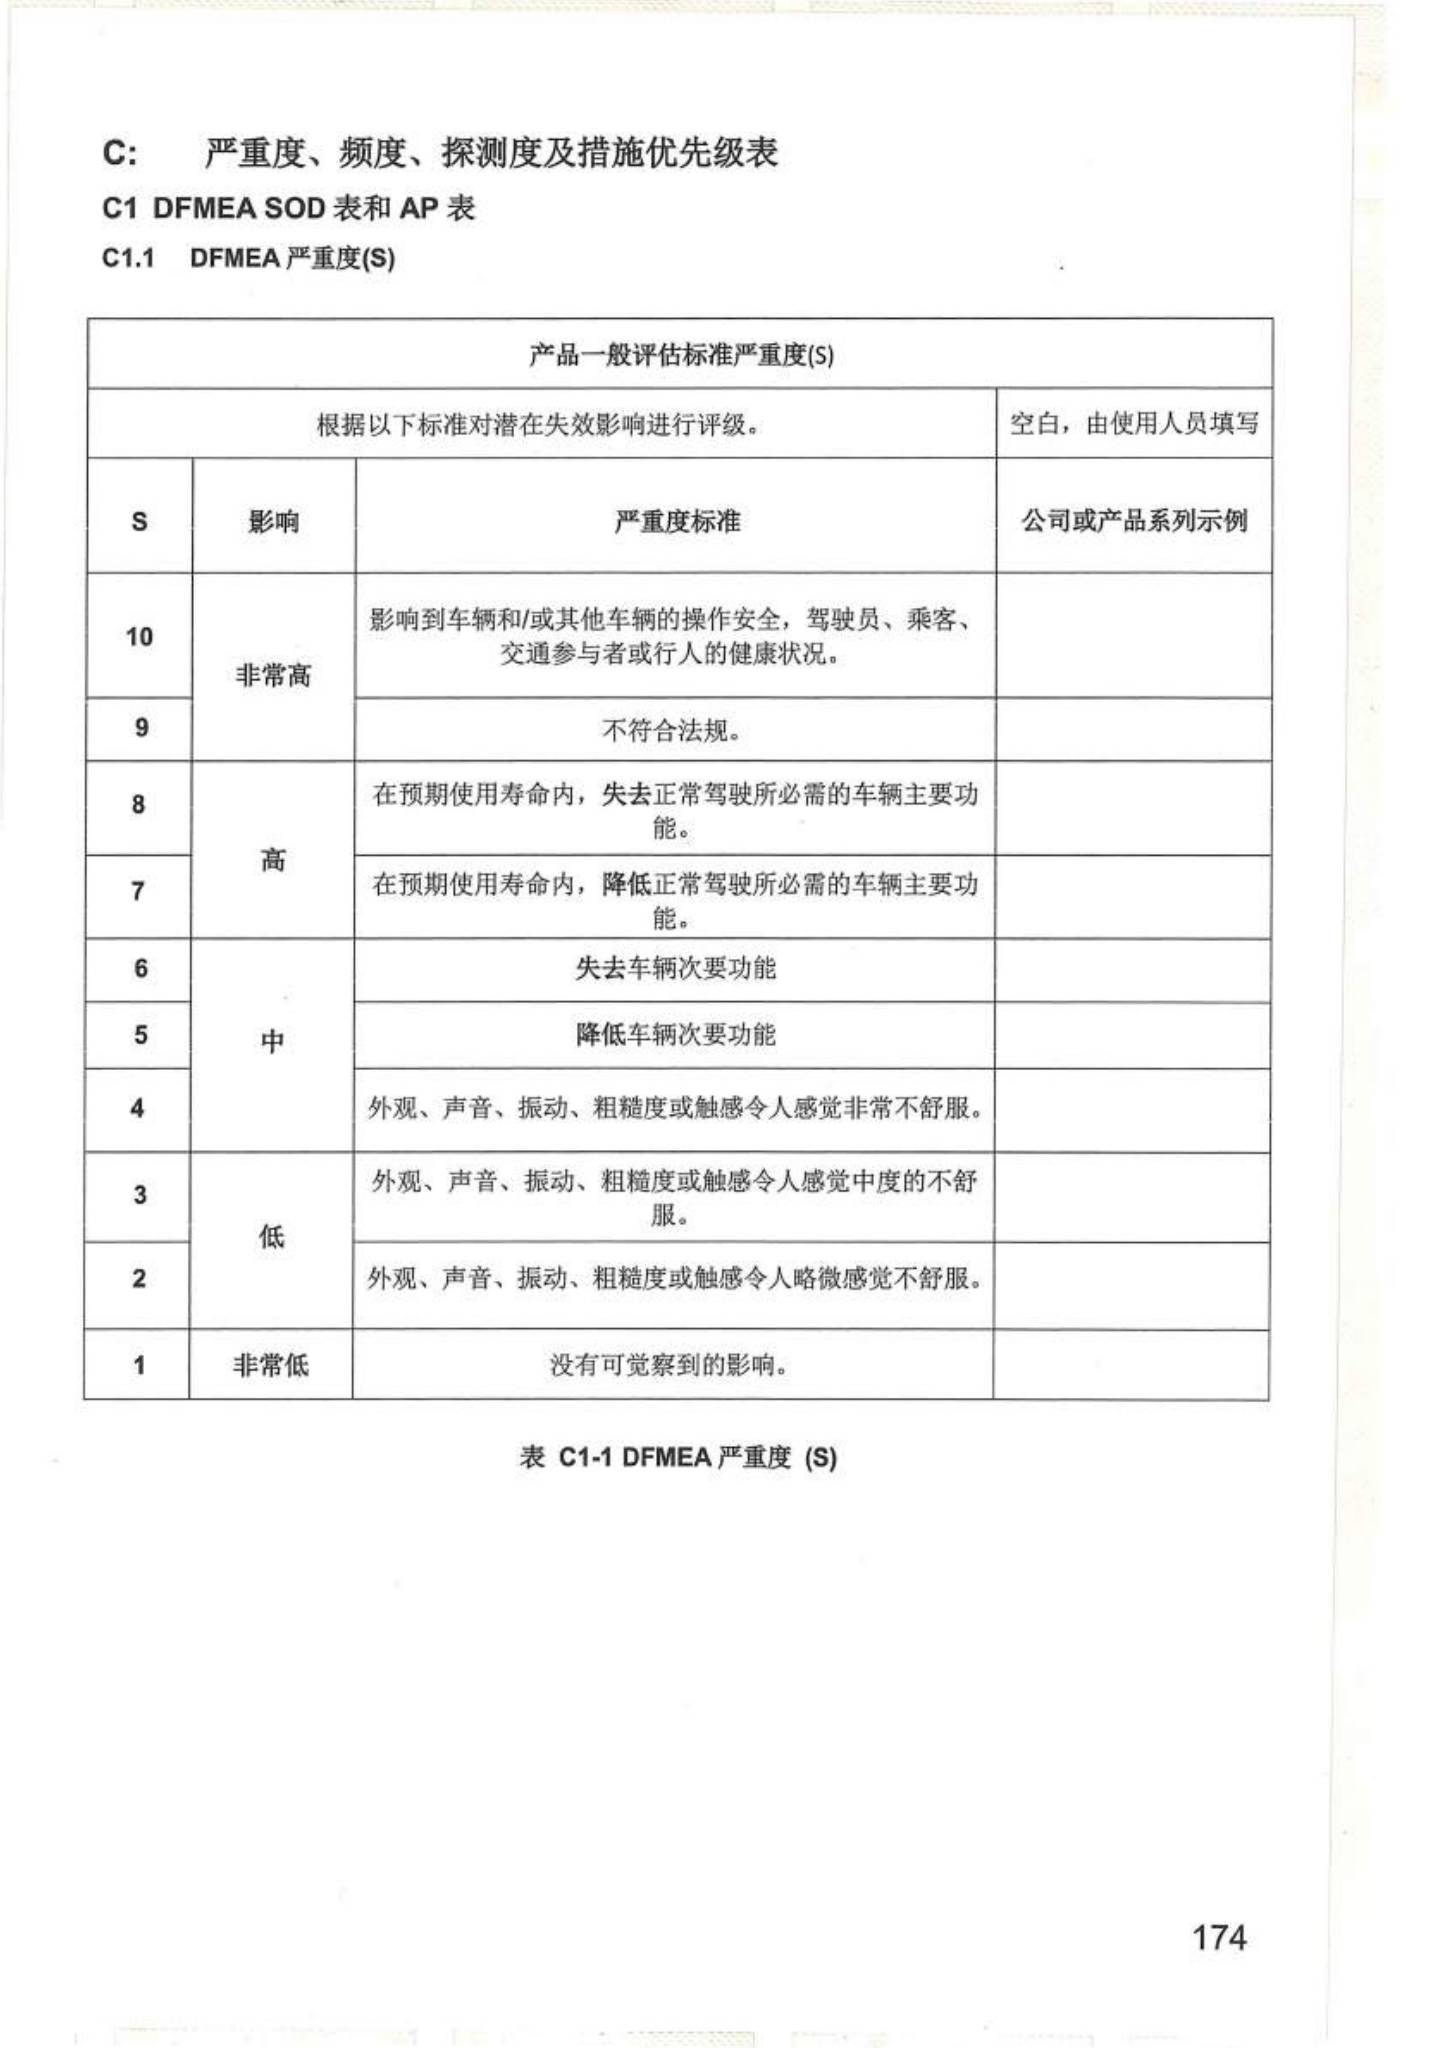 C: 严重度、频度、探测度及措施优先级表
C1 DFMEA SOD 表和 AP 表
C1.1 DFMEA 严重度(S)
产品一般评估标准严重度(S)
根据以下标准对潜在失效影响进行评级。 空白，由使用人员填写
S 影响 严重度标准 公司或产品系列示例
10 非常高 影响到车辆和/或其他车辆的操作安全，驾驶员、乘客、
交通参与者或行人的健康状况。
9 不符合法规。
8 高 在预期使用寿命内，失去正常驾驶所必需的车辆主要功
能。
7 在预期使用寿命内，降低正常驾驶所必需的车辆主要功
能。
6 中 失去车辆次要功能
5 降低车辆次要功能
4 外观、声音、振动、粗糙度或触感令人感觉非常不舒服。
3 低 外观、声音、振动、粗糙度或触感令人感觉中度的不舒
服。
2 外观、声音、振动、粗糙度或触感令人略微感觉不舒服。
1 非常低 没有可觉察到的影响。
表 C1-1 DFMEA 严重度 (S)
174